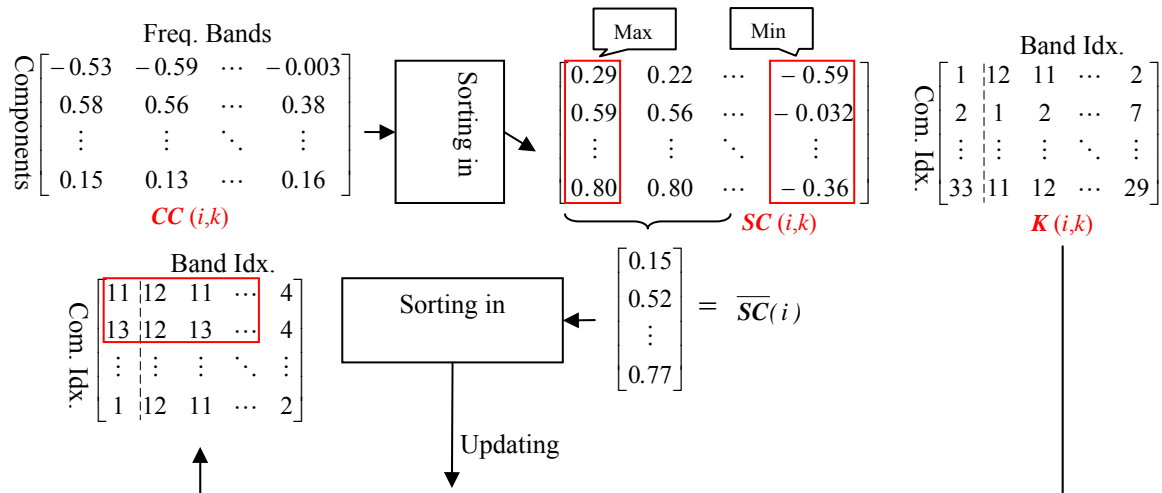 Freq. Bands
Components
−0.53 −0.59 ⋯ −0.003
0.58 0.56 ⋯ 0.38
⋮ ⋮ ⋱ ⋮
0.15 0.13 ⋯ 0.16
CC (i,k)
Sorting in
Max
Min
0.29 0.22 ⋯ −0.59
0.59 0.56 ⋯ −0.032
⋮ ⋮ ⋱ ⋮
0.80 0.80 ⋯ −0.36
SC (i,k)
Band Idx.
Com. Idx.
1 12 11 ⋯ 2
2 1 2 ⋯ 7
⋮ ⋮ ⋮ ⋱ ⋮
33 11 12 ⋯ 29
K (i,k)
Band Idx.
Com. Idx.
11 12 11 ⋯ 4
13 12 13 ⋯ 4
⋮ ⋮ ⋮ ⋱ ⋮
1 12 11 ⋯ 2
Sorting in
0.15
0.52
⋮
0.77
= S̅C̅(i)
Updating